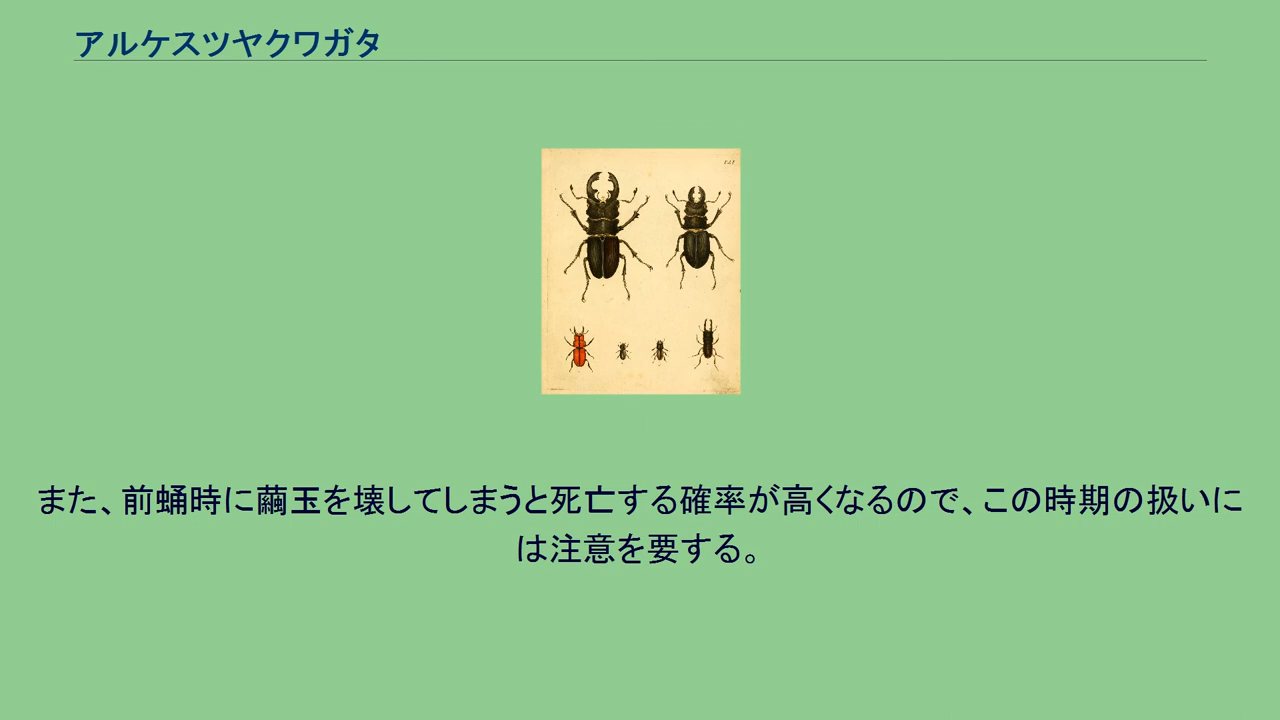 アルケスツヤクワガタ
また、前蛹時に繭玉を壊してしまうと死亡する確率が高くなるので、この時期の扱いに
は注意を要する。